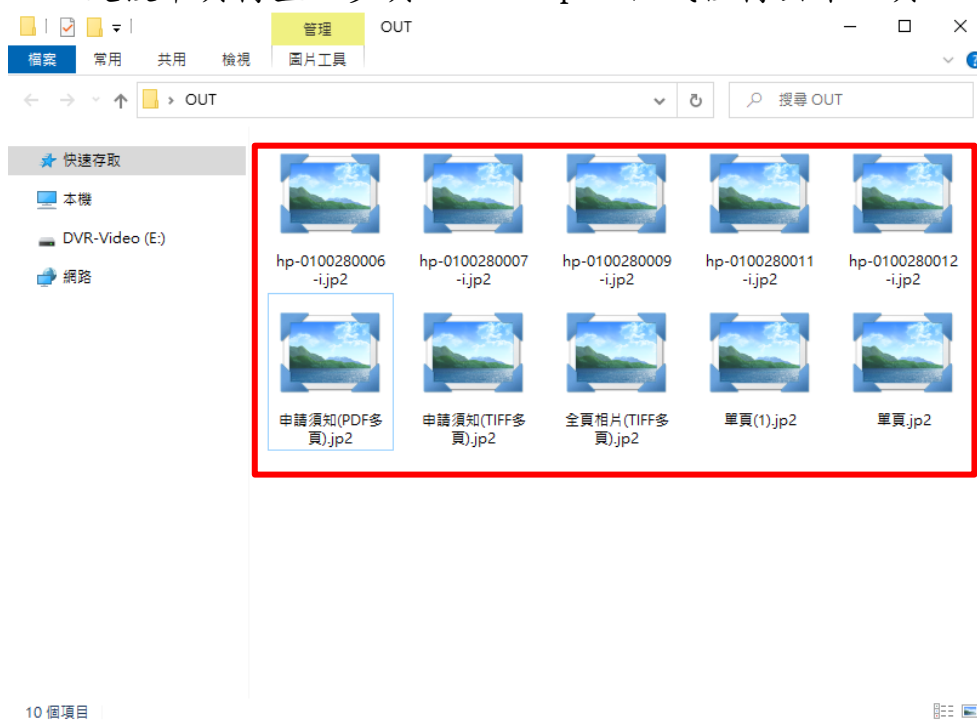 管理 OUT
檔案 常用 共用 檢視 圖片工具
OUT
搜尋 OUT
快速存取
本機
DVR-Video (E:)
網路
hp-0100280006
-i.jp2
hp-0100280007
-i.jp2
hp-0100280009
-i.jp2
hp-0100280011
-i.jp2
hp-0100280012
-i.jp2
申請須知(PDF多
頁).jp2
申請須知(TIFF多
頁).jp2
全頁相片(TIFF多
頁).jp2
單頁(1).jp2
單頁.jp2
10 個項目